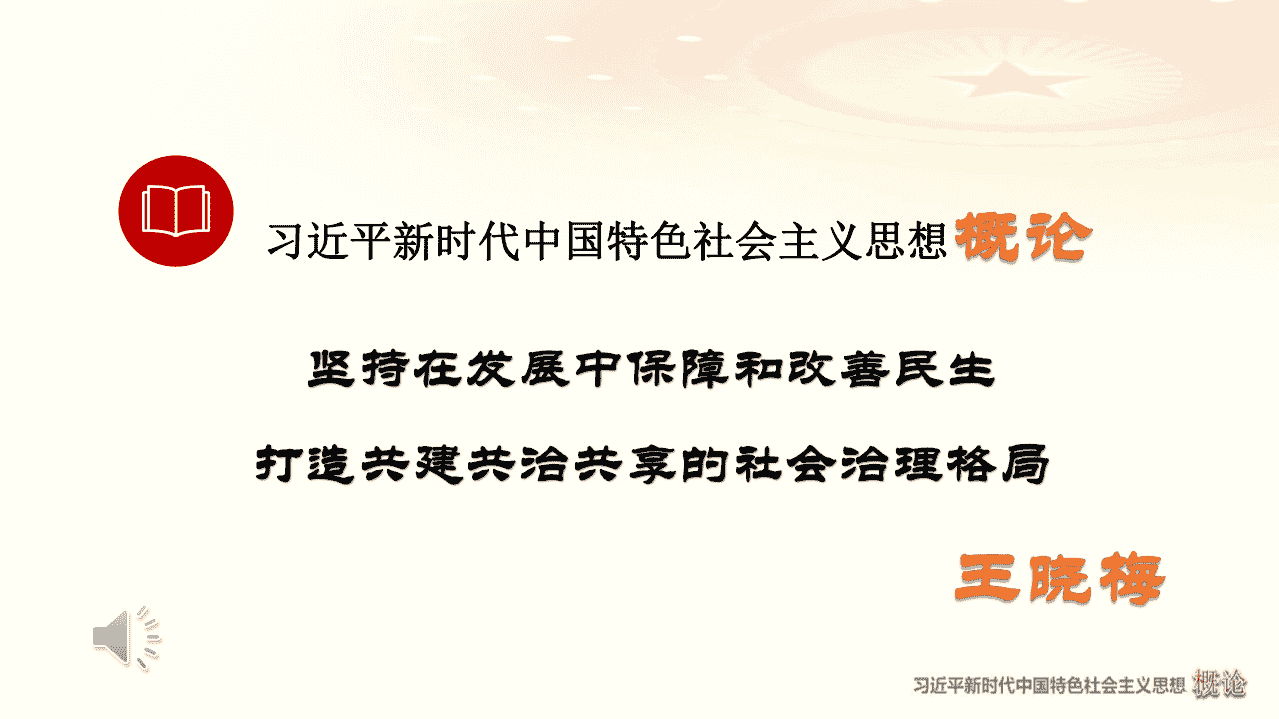 习近平新时代中国特色社会主义思想概论
坚持在发展中保障和改善民生
打造共建共治共享的社会治理格局
王晓梅
习近平新时代中国特色社会主义思想 概论